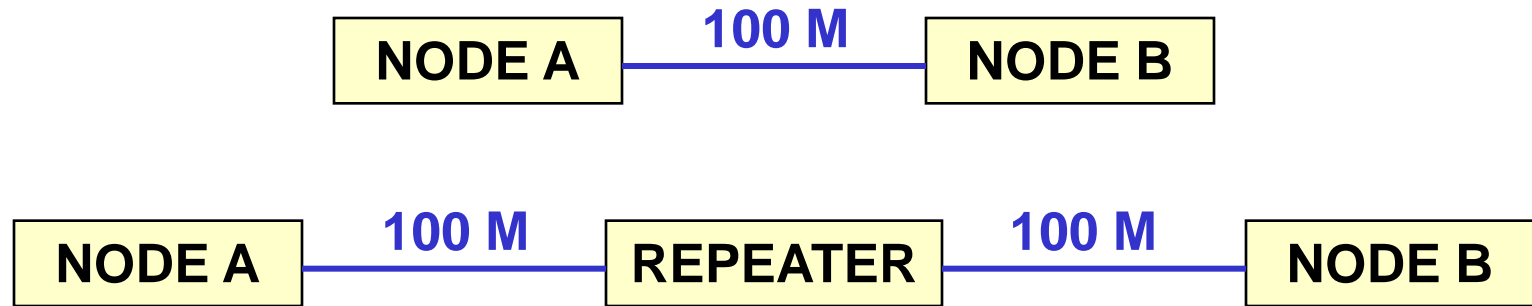 100 M
NODE A NODE B
100 M 100 M
NODE A REPEATER NODE B